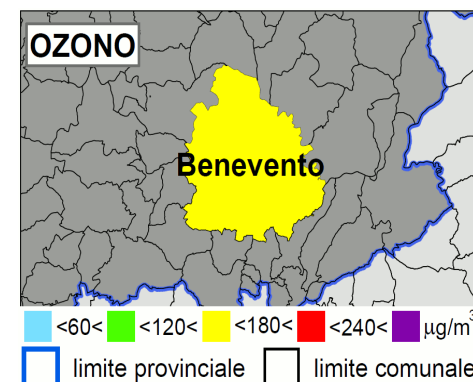 OZONO
Benevento
<60< <120< <180< <240< µg/m³
limite provinciale limite comunale